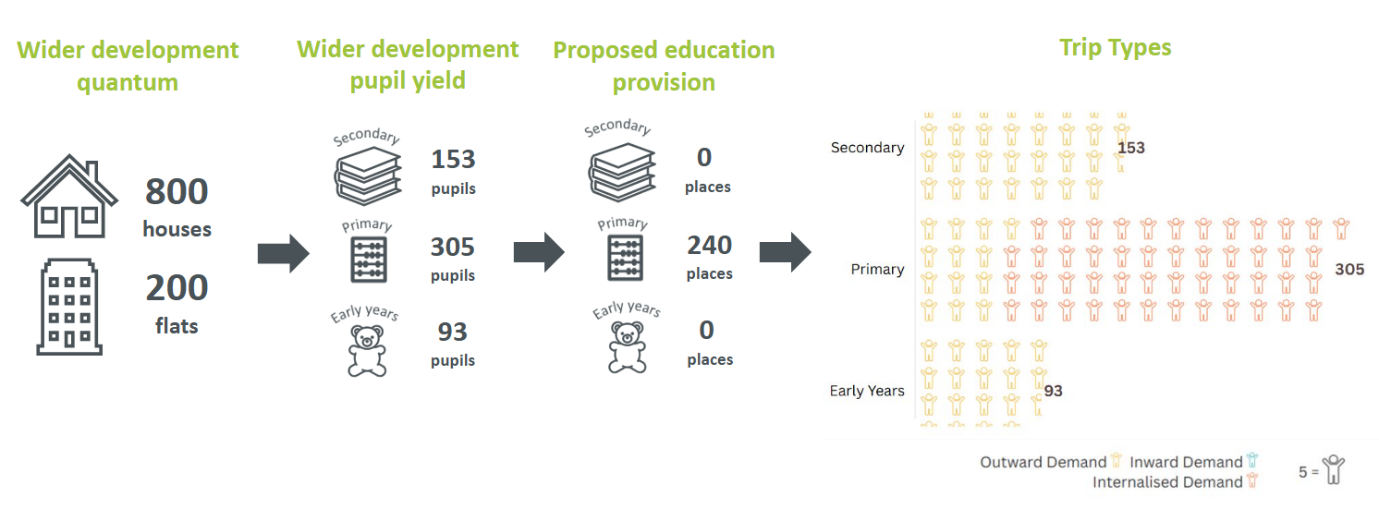 Wider development
quantum
800
houses
200
flats
Wider development
pupil yield
Secondary
153
pupils
Primary
305
pupils
Early years
93
pupils
Proposed education
provision
Secondary
0
places
Primary
240
places
Early years
0
places
Trip Types
Secondary
153
Primary
305
Early Years
93
Outward Demand Inward Demand
Internalised Demand
5 =